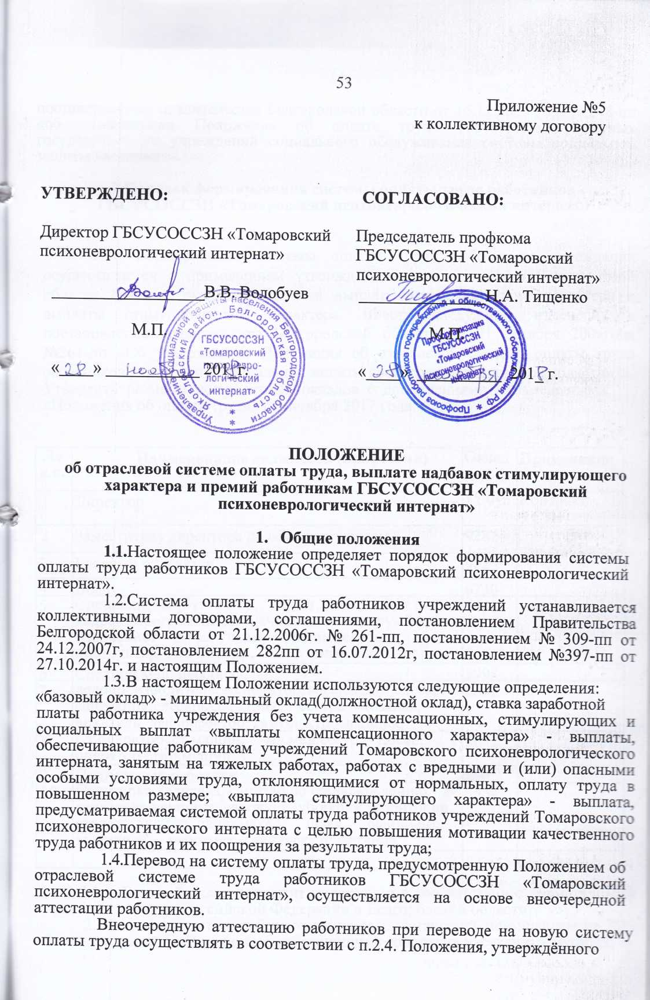 53
Приложение №5
к коллективному договору
УТВЕРЖДЕНО:
Директор ГБСУСОССЗН «Томаровский
психоневрологический интернат»
В.В. Волобуев
М.П.
«28» ноября 2018 г.
СОГЛАСОВАНО:
Председатель профкома
ГБСУСОССЗН «Томаровский
психоневрологический интернат»
Н.А. Тищенко
М.П.
«28» ноября 2018 г.
Управление социальной защиты населения Белгородской области
Яковлевский район, Белгородская область
ГБСУСОССЗН
«Томаровский
психоневро-
логический
интернат»
Профсоюз работников госучреждений и общественного обслуживания РФ
Профорганизация
ГБСУСОССЗН
«Томаровский
психоневрологический
интернат»
ПОЛОЖЕНИЕ
об отраслевой системе оплаты труда, выплате надбавок стимулирующего
характера и премий работникам ГБСУСОССЗН «Томаровский
психоневрологический интернат»
1. Общие положения
1.1.Настоящее положение определяет порядок формирования системы
оплаты труда работников ГБСУСОССЗН «Томаровский психоневрологический
интернат».
1.2.Система оплаты труда работников учреждений устанавливается
коллективными договорами, соглашениями, постановлением Правительства
Белгородской области от 21.12.2006г. № 261-пп, постановлением № 309-пп от
24.12.2007г, постановлением 282пп от 16.07.2012г, постановлением №397-пп от
27.10.2014г. и настоящим Положением.
1.3.В настоящем Положении используются следующие определения:
«базовый оклад» - минимальный оклад(должностной оклад), ставка заработной
платы работника учреждения без учета компенсационных, стимулирующих и
социальных выплат «выплаты компенсационного характера» - выплаты,
обеспечивающие работникам учреждений Томаровского психоневрологического
интерната, занятым на тяжелых работах, работах с вредными и (или) опасными
особыми условиями труда, отклоняющимися от нормальных, оплату труда в
повышенном размере; «выплата стимулирующего характера» - выплата,
предусматриваемая системой оплаты труда работников учреждений Томаровского
психоневрологического интерната с целью повышения мотивации качественного
труда работников и их поощрения за результаты труда;
1.4.Перевод на систему оплаты труда, предусмотренную Положением об
отраслевой системе труда работников ГБСУСОССЗН «Томаровский
психоневрологический интернат», осуществляется на основе внеочередной
аттестации работников.
Внеочередную аттестацию работников при переводе на новую систему
оплаты труда осуществлять в соответствии с п.2.4. Положения, утверждённого